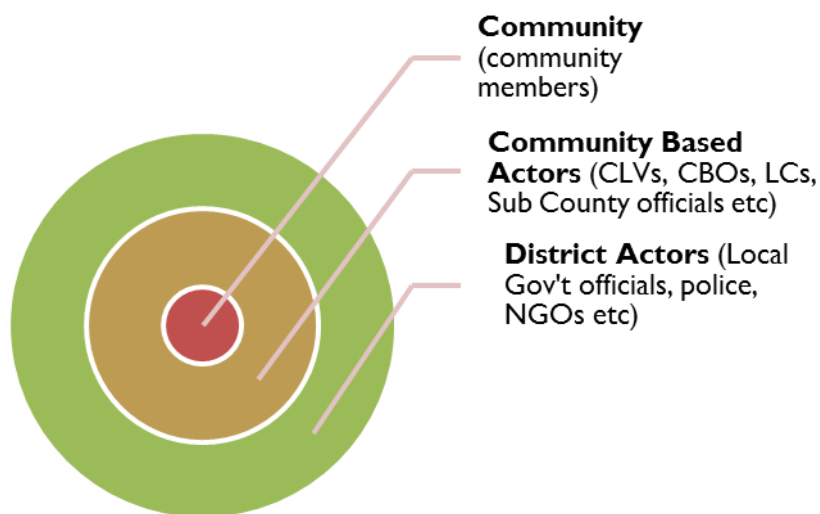 Community
(community
members)
Community Based
Actors (CLVs, CBOs, LCs,
Sub County officials etc)
District Actors (Local
Gov't officials, police,
NGOs etc)